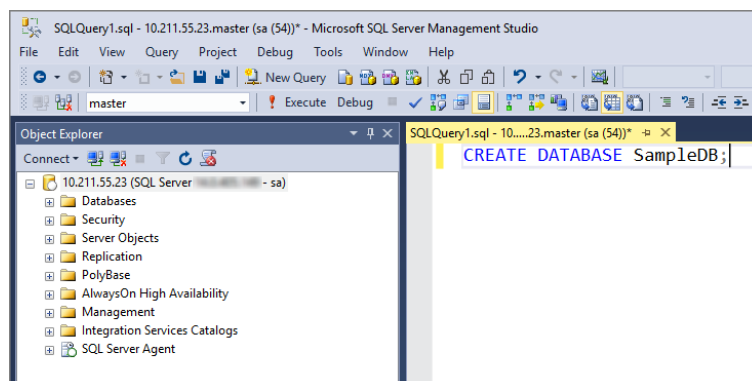 SQLQuery1.sql - 10.211.55.23.master (sa (54))* - Microsoft SQL Server Management Studio
File Edit View Query Project Debug Tools Window Help
New Query
master Execute Debug
Object Explorer
SQLQuery1.sql - 10.....23.master (sa (54))*
Connect
CREATE DATABASE SampleDB;
10.211.55.23 (SQL Server - sa)
Databases
Security
Server Objects
Replication
PolyBase
AlwaysOn High Availability
Management
Integration Services Catalogs
SQL Server Agent